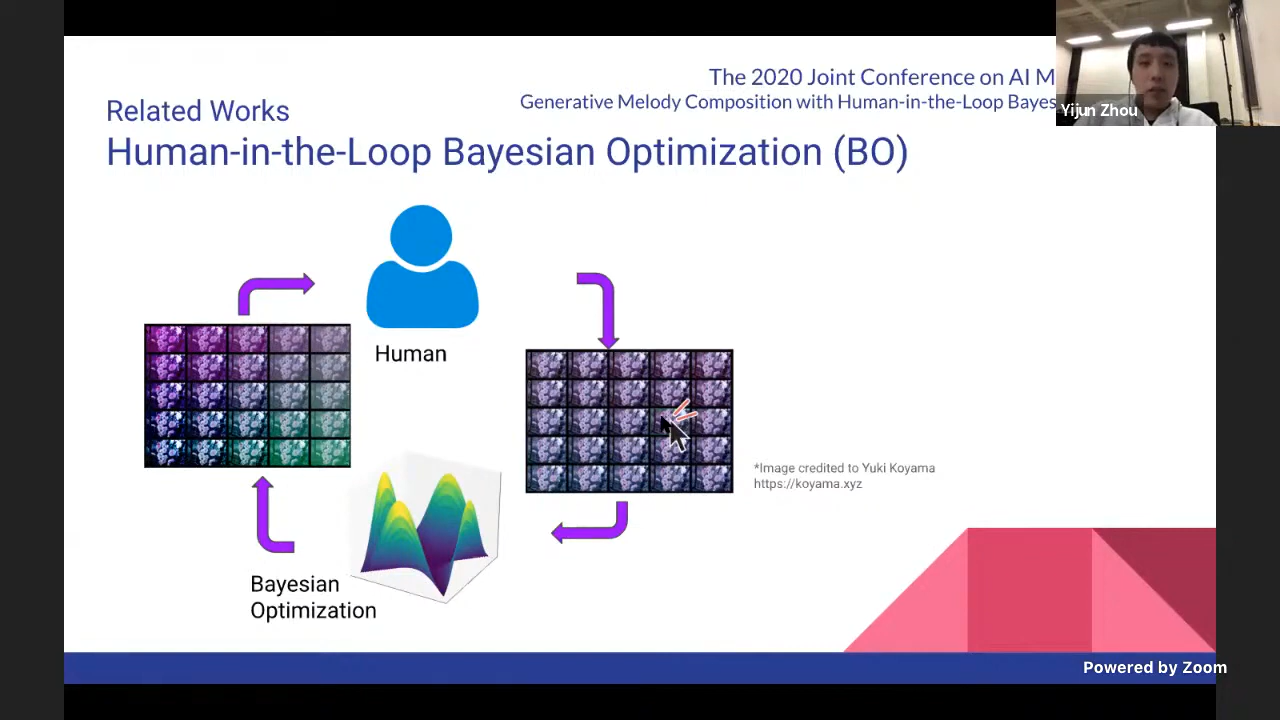 The 2020 Joint Conference on AI M
Generative Melody Composition with Human-in-the-Loop Bayes
Yijun Zhou
Related Works
Human-in-the-Loop Bayesian Optimization (BO)
Human
*Image credited to Yuki Koyama
https://koyama.xyz
Bayesian
Optimization
Powered by Zoom